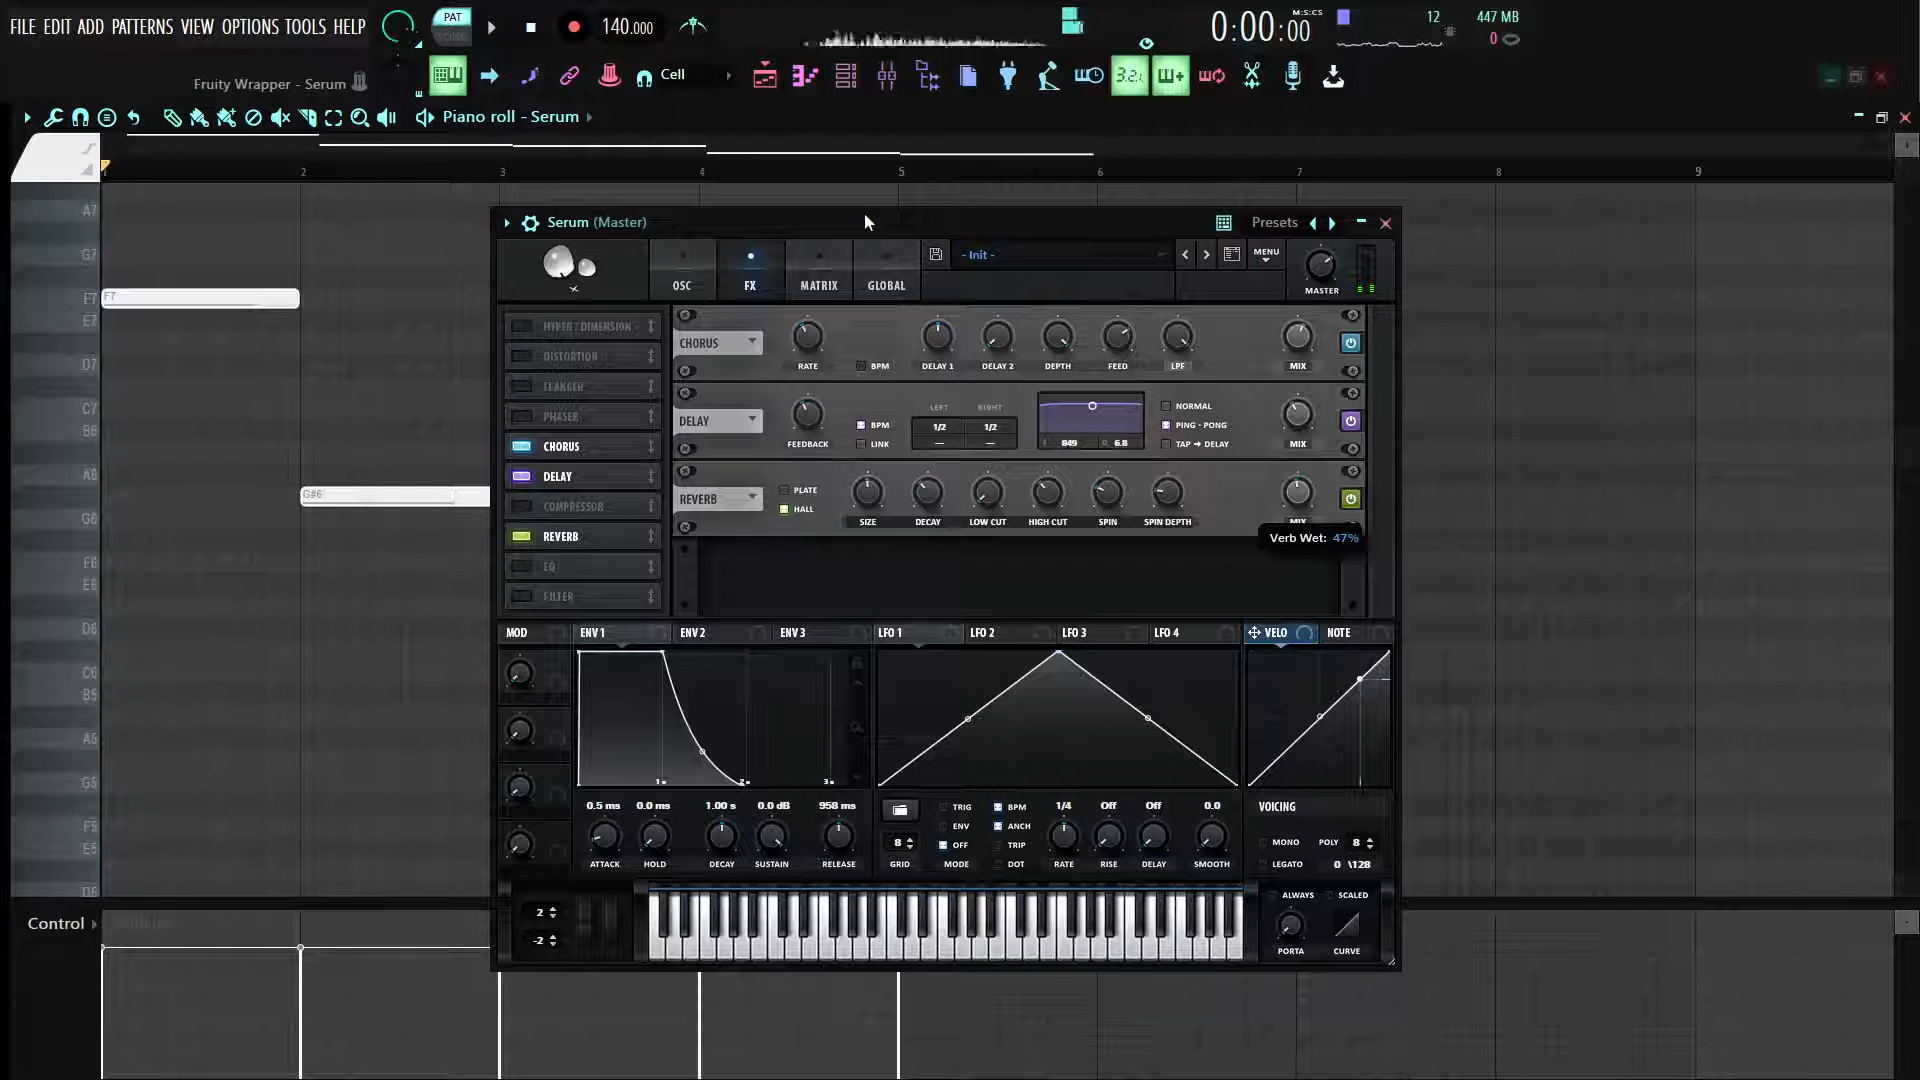 FILE EDIT ADD PATTERNS VIEW OPTIONS TOOLS HELP
PAT
SONG
140.000
0:00:00
M:S:CS
12
447 MB
0
Fruity Wrapper - Serum
Cell
Piano roll - Serum
1 2 3 4 5 6 7 8 9
A7
G7
F7
E7
D7
C7
B6
A6
G6
F6
E6
D6
C6
B5
A5
G5
F5
E5
D5
F7
G#6
Serum (Master)
Presets
OSC
FX
MATRIX
GLOBAL
- Init -
MENU
MASTER
HYPER / DIMENSION
DISTORTION
FLANGER
PHASER
CHORUS
DELAY
COMPRESSOR
REVERB
EQ
FILTER
CHORUS
RATE
BPM
DELAY 1
DELAY 2
DEPTH
FEED
LPF
MIX
DELAY
FEEDBACK
BPM
LINK
LEFT RIGHT
1/2 1/2
849
6.8
NORMAL
PING - PONG
TAP ➔ DELAY
MIX
REVERB
PLATE
HALL
SIZE
DECAY
LOW CUT
HIGH CUT
SPIN
SPIN DEPTH
MIX
Verb Wet: 47%
MOD
ENV 1
ENV 2
ENV 3
LFO 1
LFO 2
LFO 3
LFO 4
VELO
NOTE
1
2
3
0.5 ms 0.0 ms 1.00 s 0.0 dB 958 ms
ATTACK HOLD DECAY SUSTAIN RELEASE
8
GRID
TRIG
ENV
OFF
MODE
BPM
ANCH
TRIP
DOT
1/4 Off Off 0.0
RATE RISE DELAY SMOOTH
VOICING
MONO POLY 8
LEGATO 0 \128
ALWAYS SCALED
PORTA CURVE
2
-2
Control